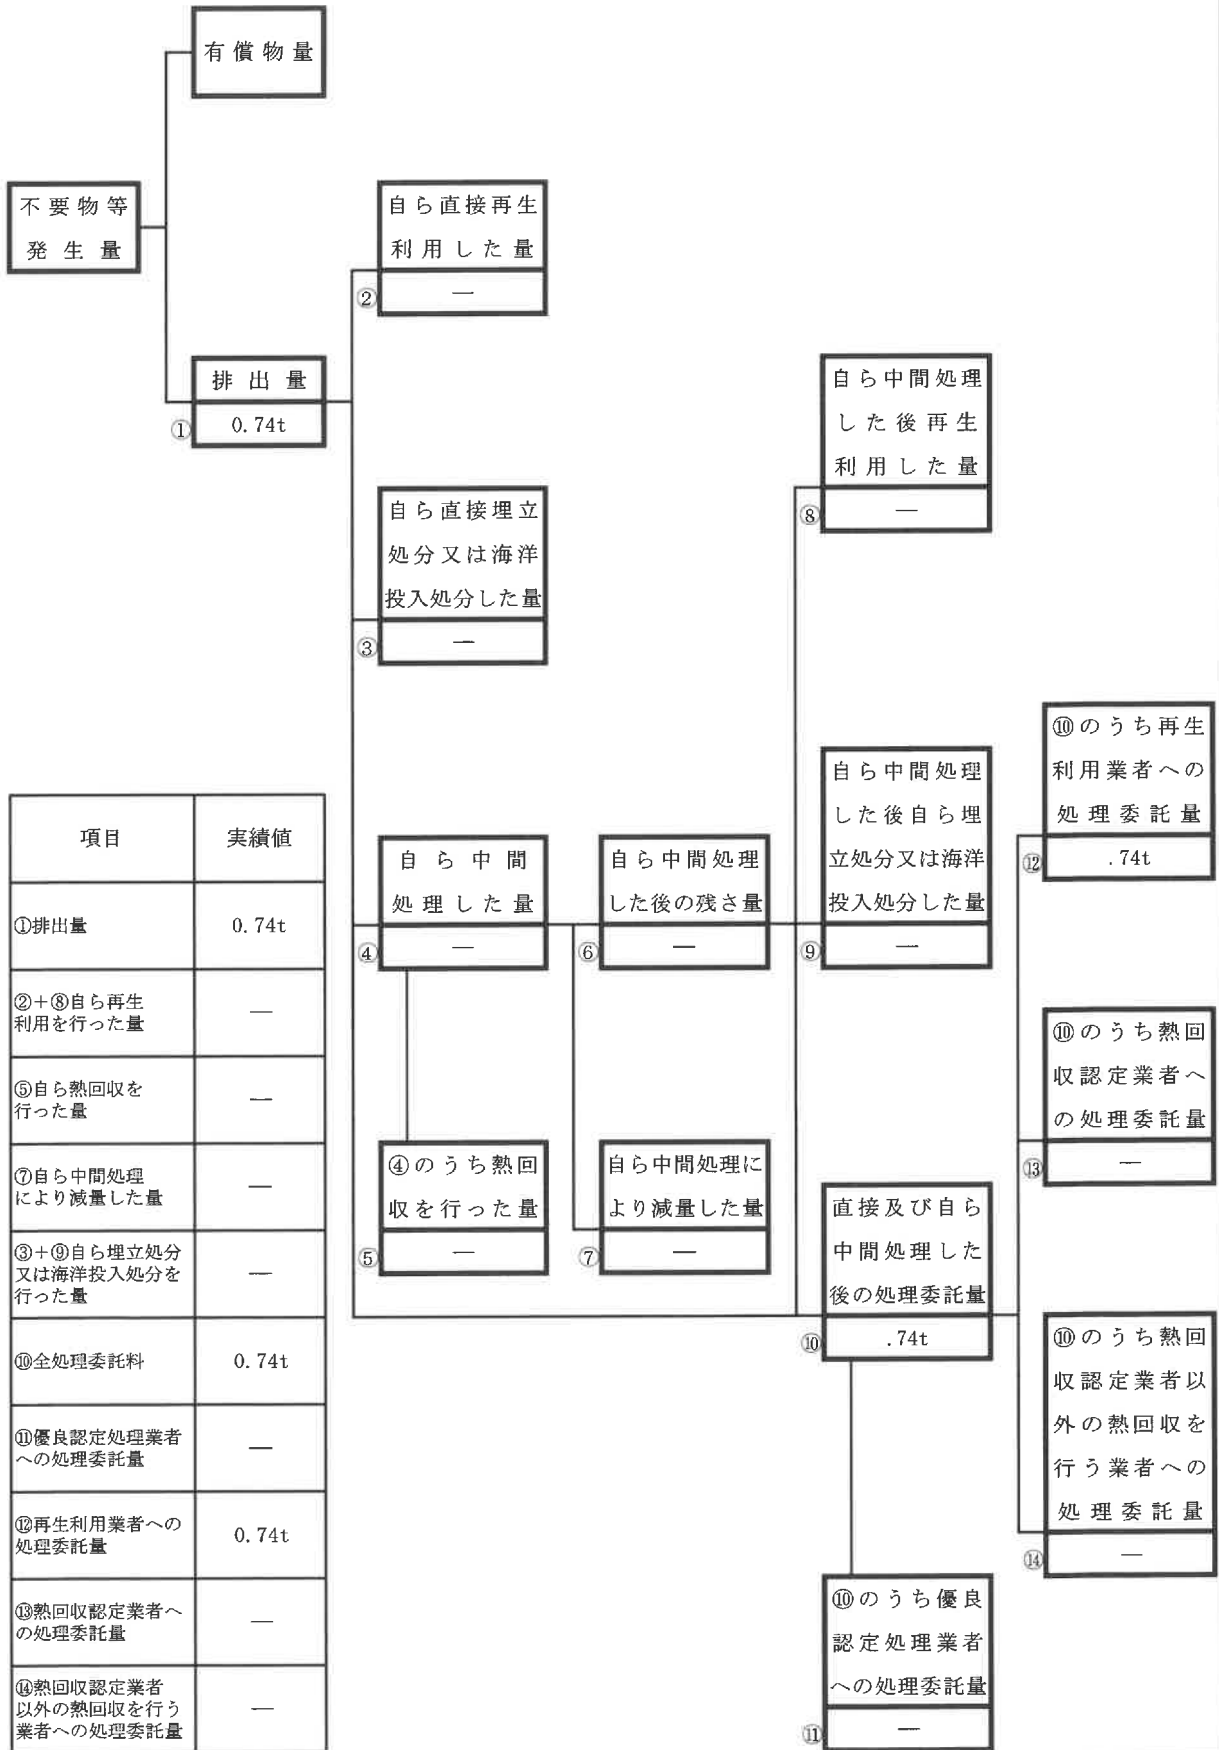 有償物量
不要物等
発生量
自ら直接再生
利用した量
②
―
排出量
①
0.74t
自ら中間処理
した後再生
利用した量
⑧
―
自ら直接埋立
処分又は海洋
投入処分した量
③
―
⑩のうち再生
利用業者への
処理委託量
⑫
.74t
自ら中間処理
した後自ら埋
立処分又は海洋
投入処分した量
⑨
―
自ら中間
処理した量
④
―
自ら中間処理
した後の残さ量
⑥
―
⑩のうち熱回
収認定業者へ
の処理委託量
⑬
―
④のうち熱回
収を行った量
⑤
―
自ら中間処理に
より減量した量
⑦
―
直接及び自ら
中間処理した
後の処理委託量
⑩
.74t
⑩のうち熱回
収認定業者以
外の熱回収を
行う業者への
処理委託量
⑭
―
⑩のうち優良
認定処理業者
への処理委託量
⑪
―
項目 実績値
①排出量 0.74t
②+⑧自ら再生
利用を行った量
―
⑤自ら熱回収を
行った量
―
⑦自ら中間処理
により減量した量
―
③+⑨自ら埋立処分
又は海洋投入処分を
行った量
―
⑩全処理委託料 0.74t
⑪優良認定処理業者
への処理委託量
―
⑫再生利用業者への
処理委託量
0.74t
⑬熱回収認定業者へ
の処理委託量
―
⑭熱回収認定業者
以外の熱回収を行う
業者への処理委託量
―